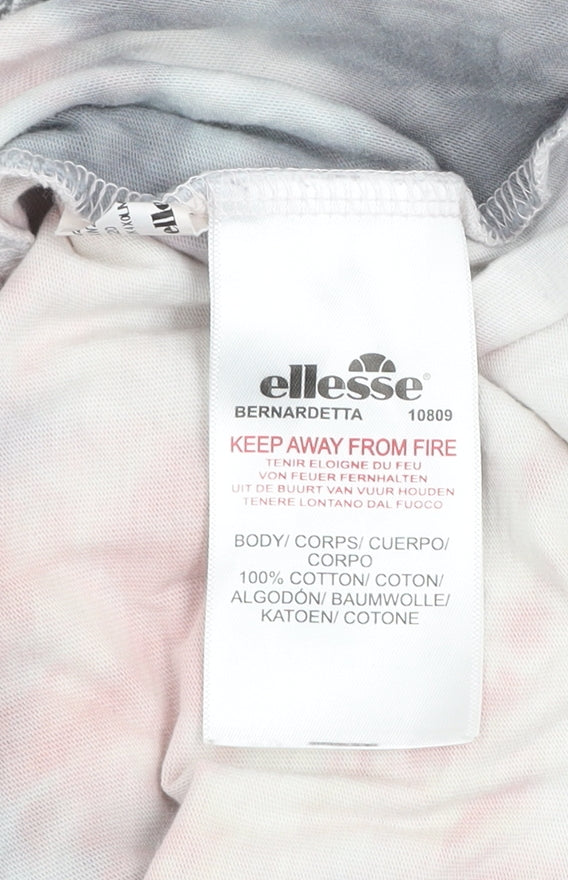 ellesse®
BERNARDETTA 10809
KEEP AWAY FROM FIRE
TENIR ELOIGNE DU FEU
VON FEUER FERNHALTEN
UIT DE BUURT VAN VUUR HOUDEN
TENERE LONTANO DAL FUOCO
BODY/ CORPS/ CUERPO/
CORPO
100% COTTON/ COTON/
ALGODÓN/ BAUMWOLLE/
KATOEN/ COTONE